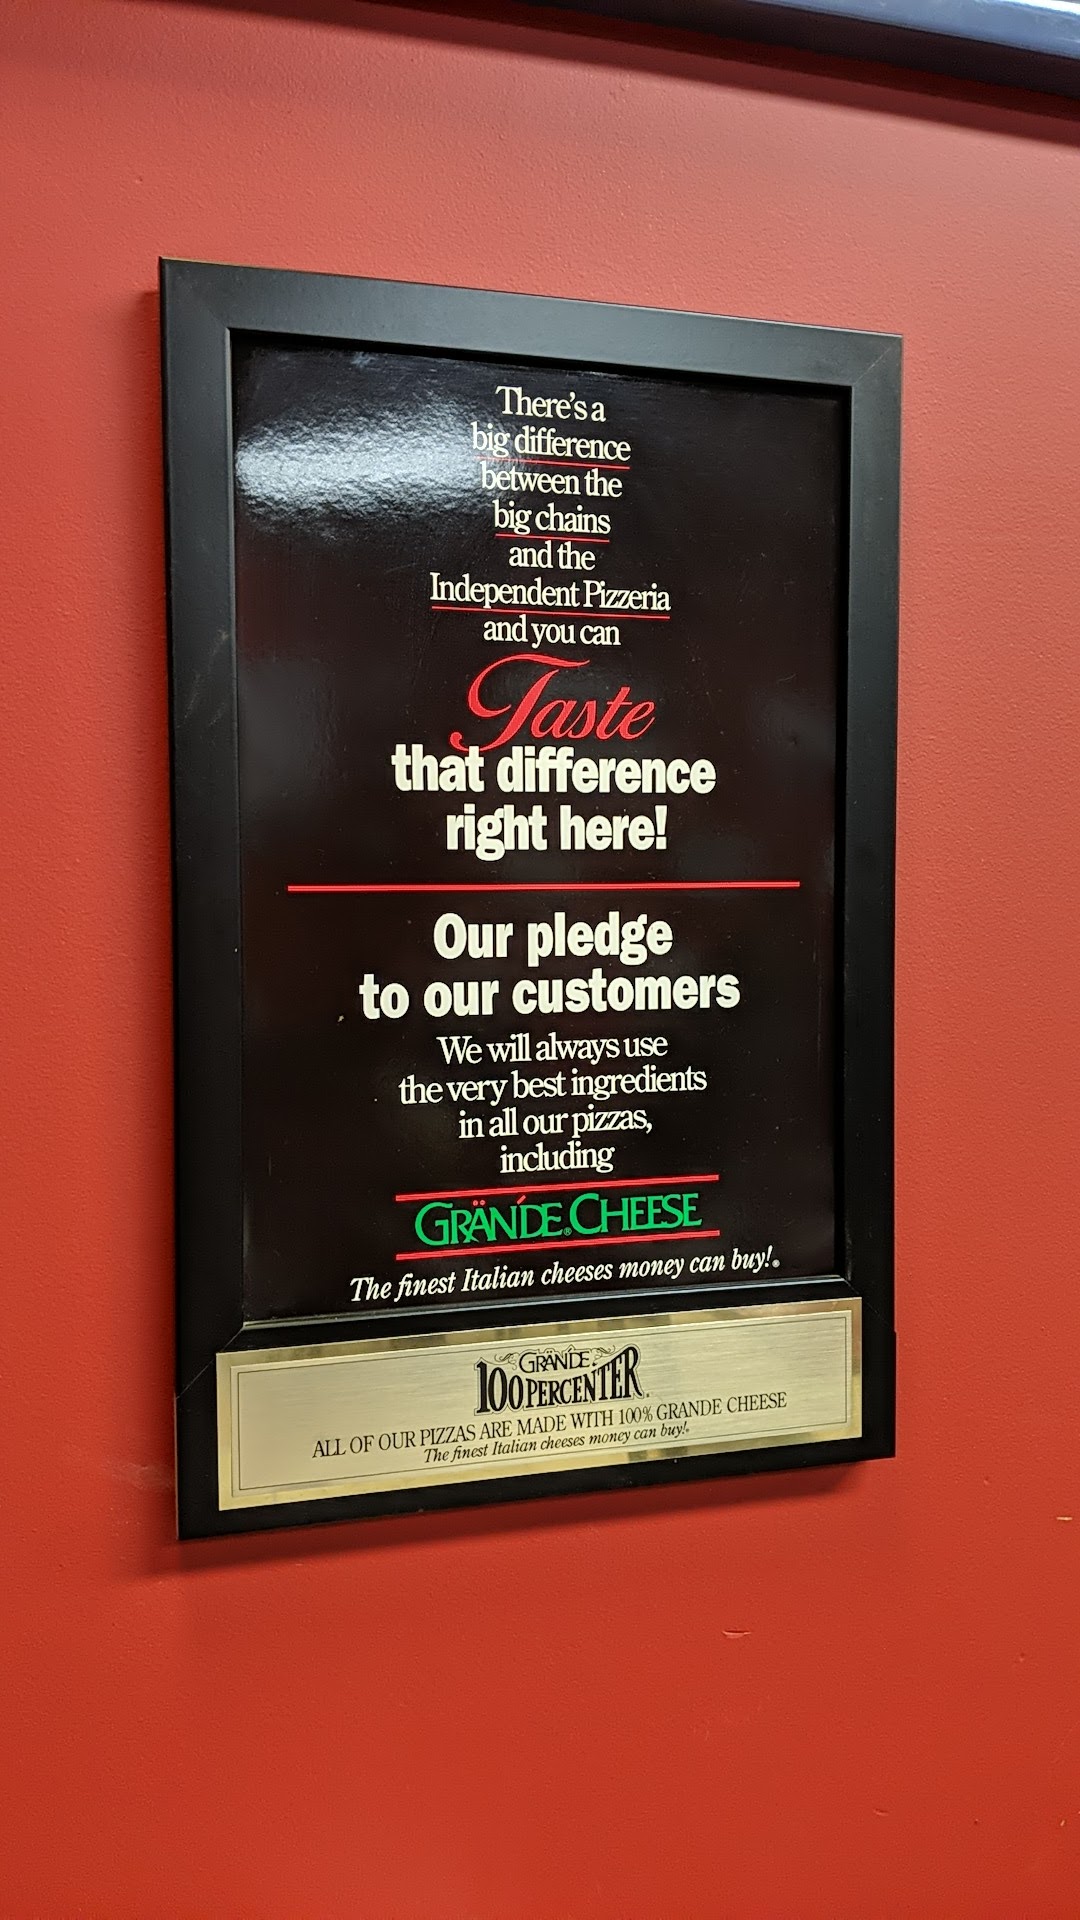 There's a
big difference
between the
big chains
and the
Independent Pizzeria
and you can
Taste
that difference
right here!
Our pledge
to our customers
We will always use
the very best ingredients
in all our pizzas,
including
GRÄNDÉ® CHEESE
The finest Italian cheeses money can buy!®
GRÄNDÉ®
100 PERCENTER®
ALL OF OUR PIZZAS ARE MADE WITH 100% GRANDE CHEESE
The finest Italian cheeses money can buy!®